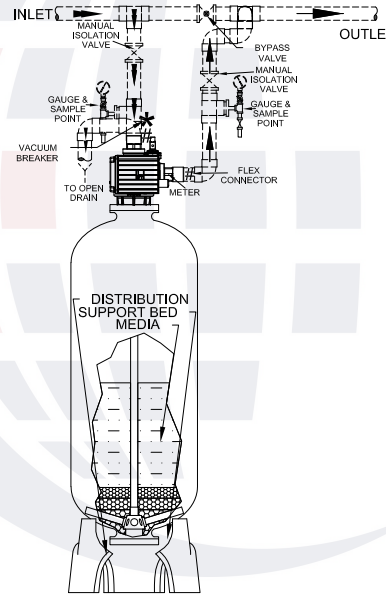 INLET
MANUAL
ISOLATION
VALVE
OUTLE
BYPASS
VALVE
MANUAL
ISOLATION
VALVE
GAUGE &
SAMPLE
POINT
GAUGE &
SAMPLE
POINT
VACUUM
BREAKER
TO OPEN
DRAIN
METER
FLEX
CONNECTOR
DISTRIBUTION
SUPPORT BED
MEDIA